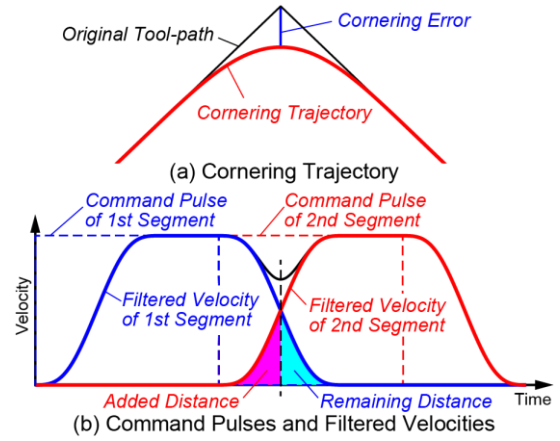 Cornering Error
Original Tool-path
Cornering Trajectory
(a) Cornering Trajectory
Command Pulse
of 1st Segment
Command Pulse
of 2nd Segment
Velocity
Filtered Velocity
of 1st Segment
Filtered Velocity
of 2nd Segment
Added Distance
Remaining Distance
Time
(b) Command Pulses and Filtered Velocities